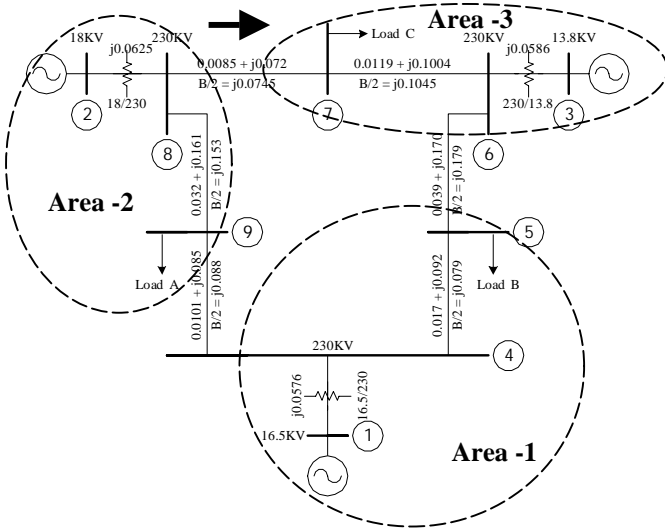 Area -3
18KV
j0.0625
230KV
0.0085 + j0.072
B/2 = j0.0745
Load C
0.0119 + j0.1004
B/2 = j0.1045
230KV
j0.0586
13.8KV
2
18/230
8
7
6
230/13.8
3
0.032 + j0.161
B/2 = j0.153
0.039 + j0.170
B/2 = j0.179
Area -2
9
5
Load A
Load B
0.0101 + j0.085
B/2 = j0.088
0.017 + j0.092
B/2 = j0.079
230KV
4
j0.0576
16.5/230
16.5KV
1
Area -1